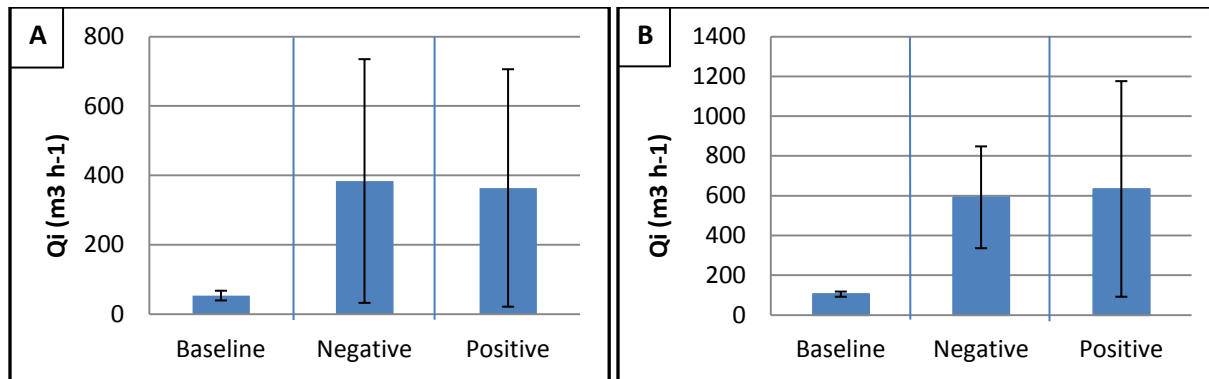 A
Qi (m3 h-1)
800
600
400
200
0
Baseline Negative Positive
B
Qi (m3 h-1)
1400
1200
1000
800
600
400
200
0
Baseline Negative Positive